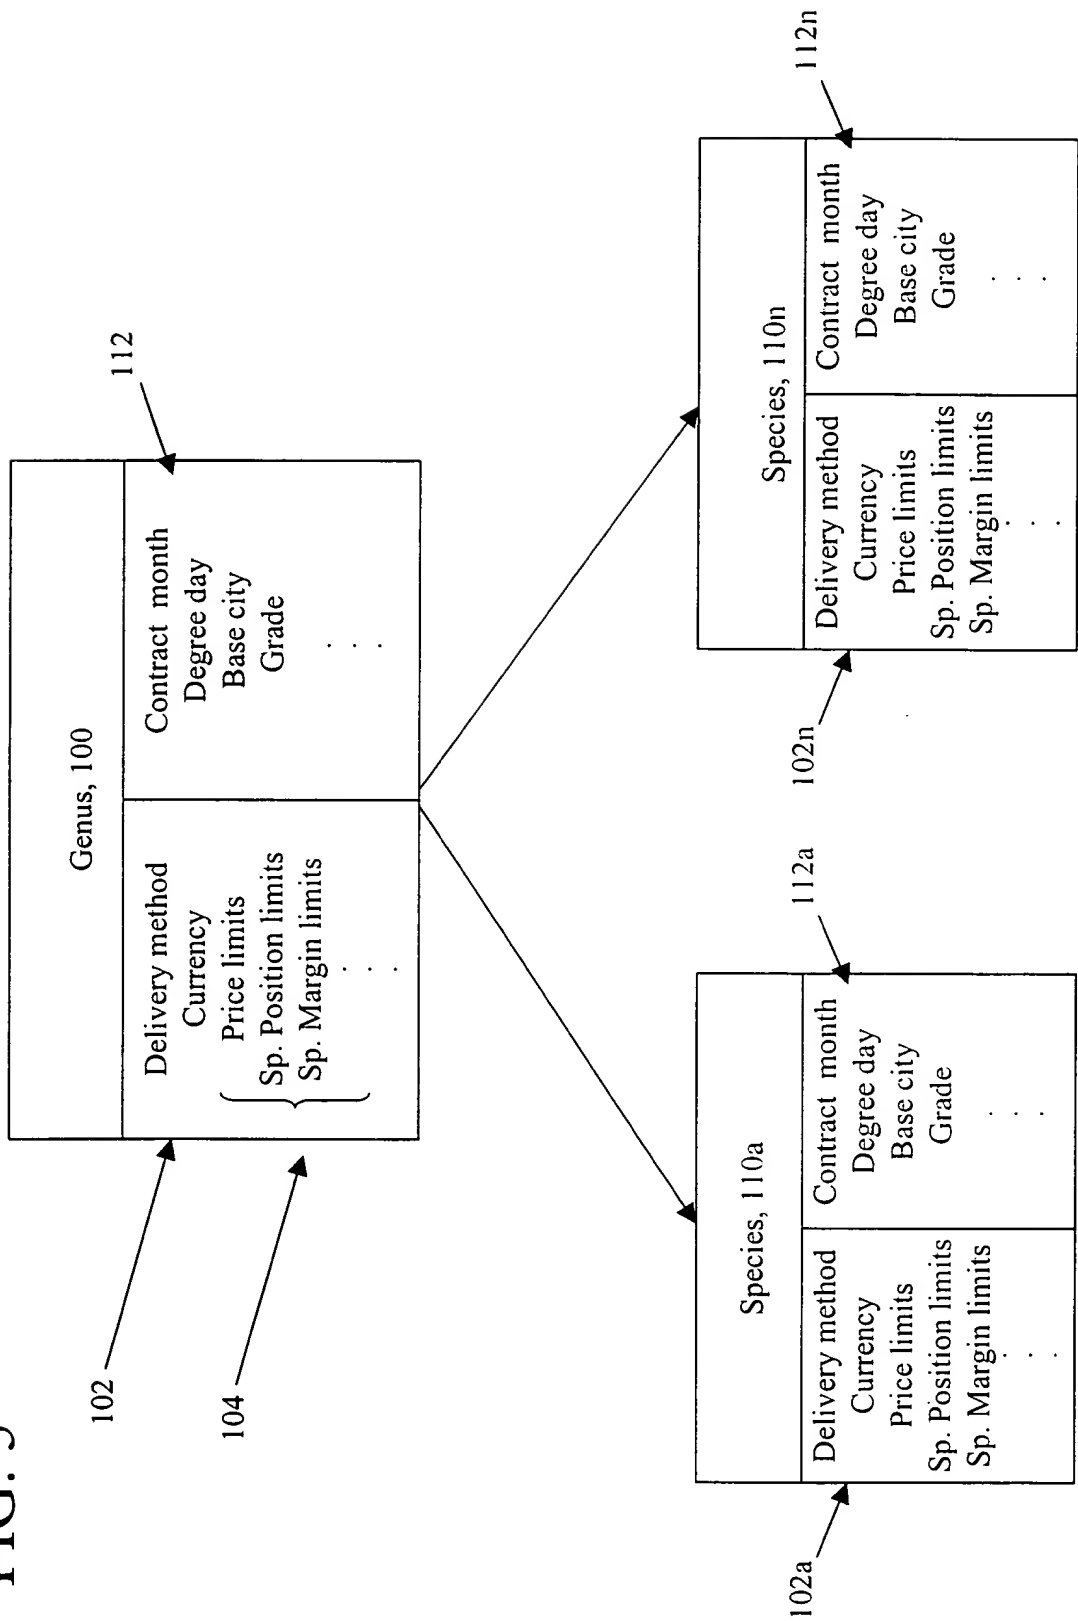 Genus, 100
Delivery method
Currency
Price limits
Sp. Position limits
Sp. Margin limits
. . .
Contract month
Degree day
Base city
Grade
. . .
102
104
112
Species, 110a
Delivery method
Currency
Price limits
Sp. Position limits
Sp. Margin limits
. . .
Contract month
Degree day
Base city
Grade
. . .
102a
112a
Species, 110n
Delivery method
Currency
Price limits
Sp. Position limits
Sp. Margin limits
. . .
Contract month
Degree day
Base city
Grade
. . .
102n
112n